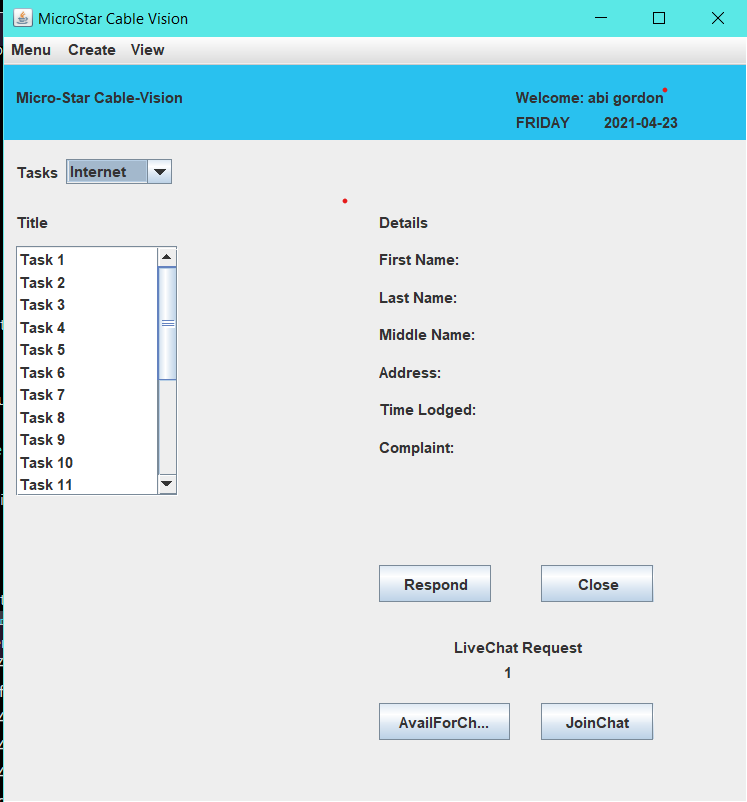 MicroStar Cable Vision
Menu Create View
Micro-Star Cable-Vision
Welcome: abi gordon
FRIDAY 2021-04-23
Tasks Internet
Title
Task 1
Task 2
Task 3
Task 4
Task 5
Task 6
Task 7
Task 8
Task 9
Task 10
Task 11
Details
First Name:
Last Name:
Middle Name:
Address:
Time Lodged:
Complaint:
Respond Close
LiveChat Request
1
AvailForCh... JoinChat